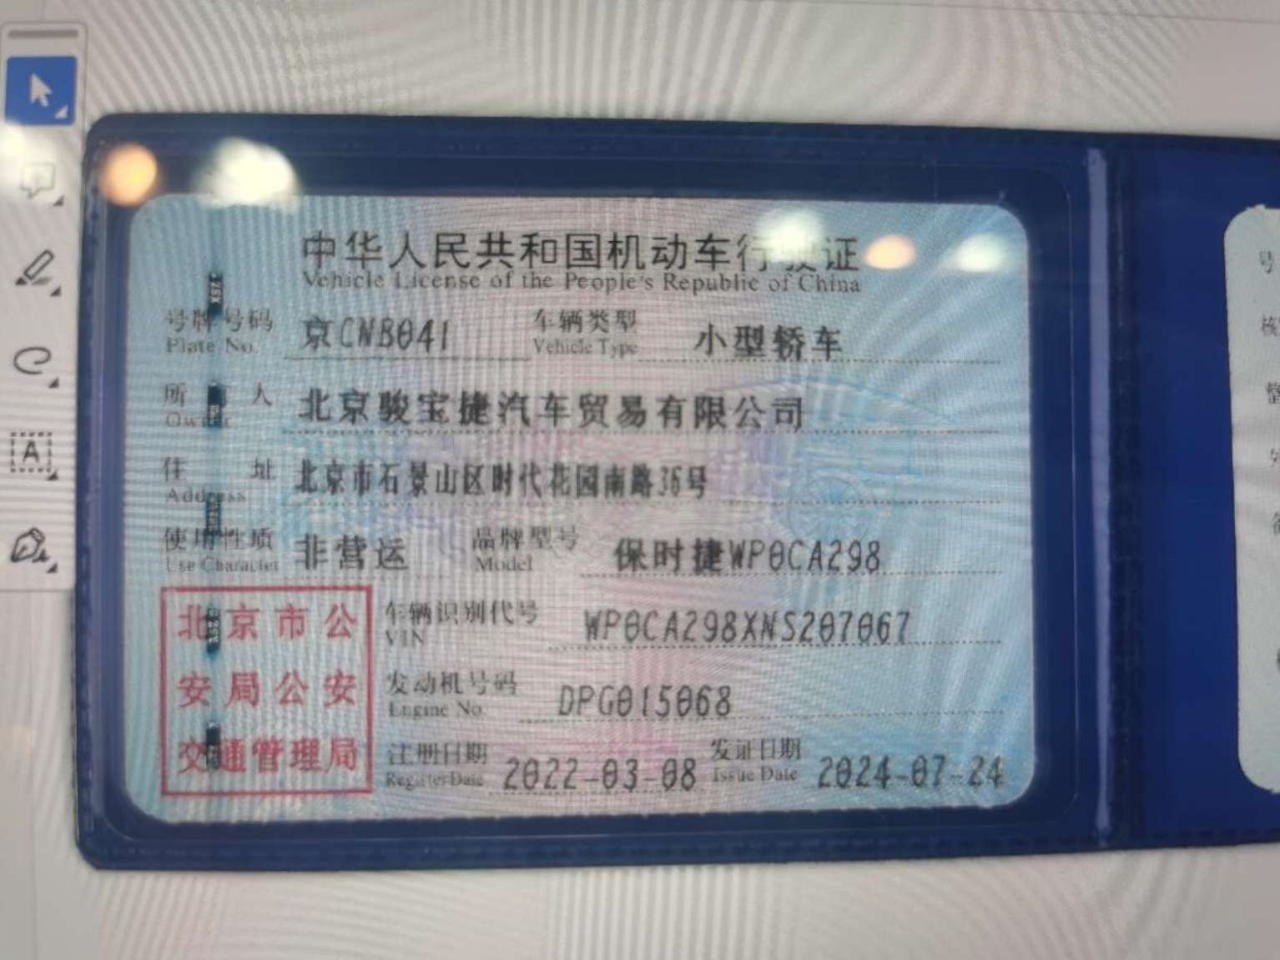 中华人民共和国机动车行驶证
Vehicle License of the People's Republic of China
号牌号码 京CNB041 车辆类型 小型轿车
Plate No. Vehicle Type
所有人 北京骏宝捷汽车贸易有限公司
Owner
住址 北京市石景山区时代花园南路36号
Address
使用性质 非营运 品牌型号 保时捷WP0CA298
Use Character Model
北京市公
安局公安
交通管理局
车辆识别代号 WP0CA298XNS207067
VIN
发动机号码 DPG015068
Engine No.
注册日期 2022-03-08 发证日期 2024-07-24
Register Date Issue Date
A
号